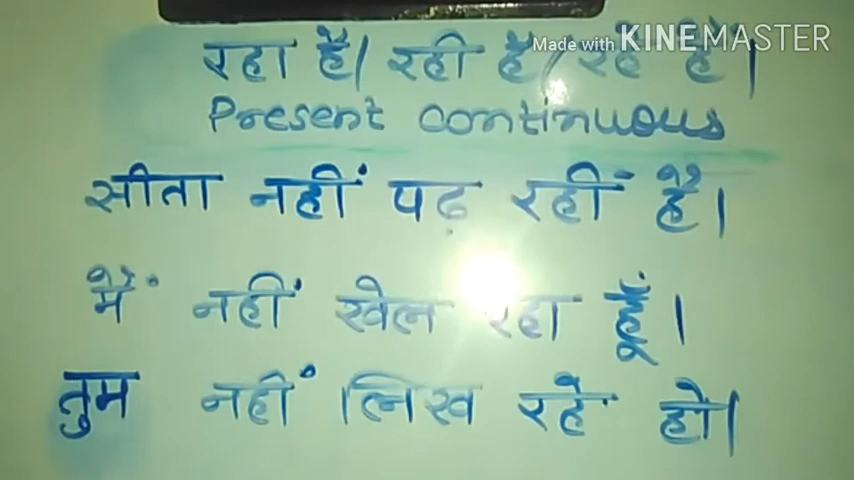 Made with KINEMASTER
रहा है। रही है। रहे हैं।
Present continuous
सीता नहीं पढ़ रहीं है।
मैं नहीं खेल रहा हूँ।
तुम नहीं लिख रहे हो।